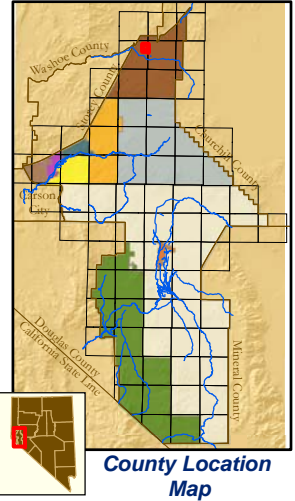 Washoe County
Storey County
Churchill County
Carson
City
Douglas County
California State Line
Mineral County
County Location
Map